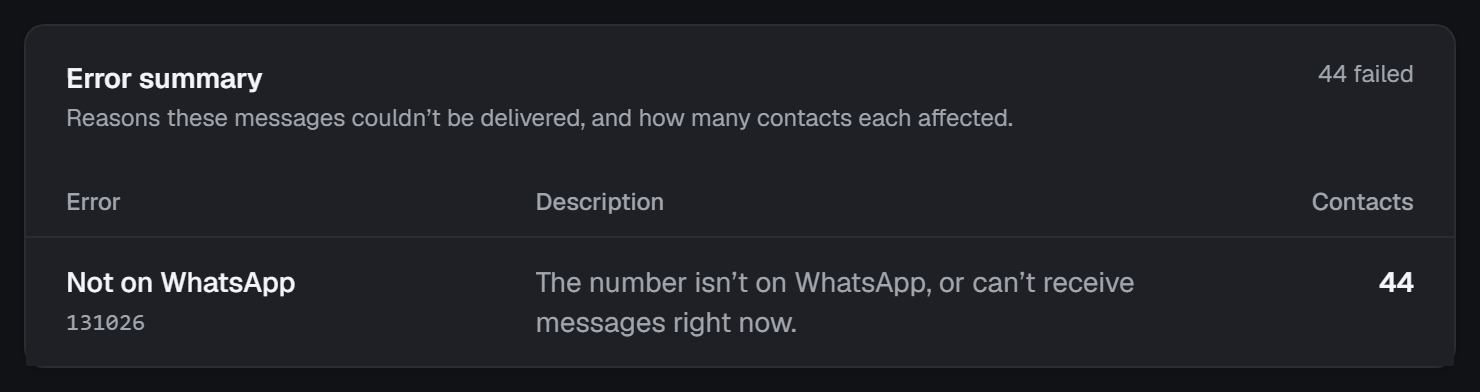 Error summary
44 failed
Reasons these messages couldn’t be delivered, and how many contacts each affected.
Error
Description
Contacts
Not on WhatsApp
131026
The number isn’t on WhatsApp, or can’t receive
messages right now.
44